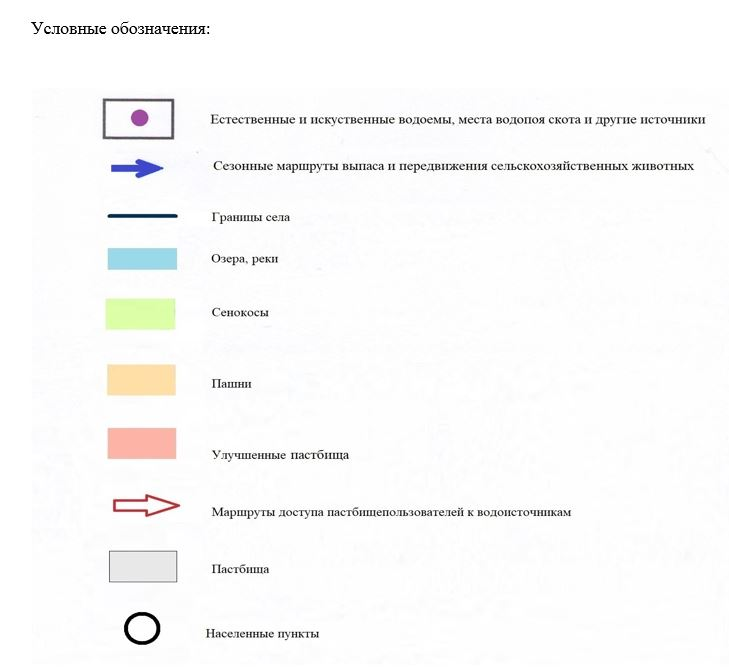 Условные обозначения:
Естественные и искуственные водоемы, места водопоя скота и другие источники
Сезонные маршруты выпаса и передвижения сельскохозяйственных животных
Границы села
Озера, реки
Сенокосы
Пашни
Улучшенные пастбища
Маршруты доступа пастбищепользователей к водоисточникам
Пастбища
Населенные пункты